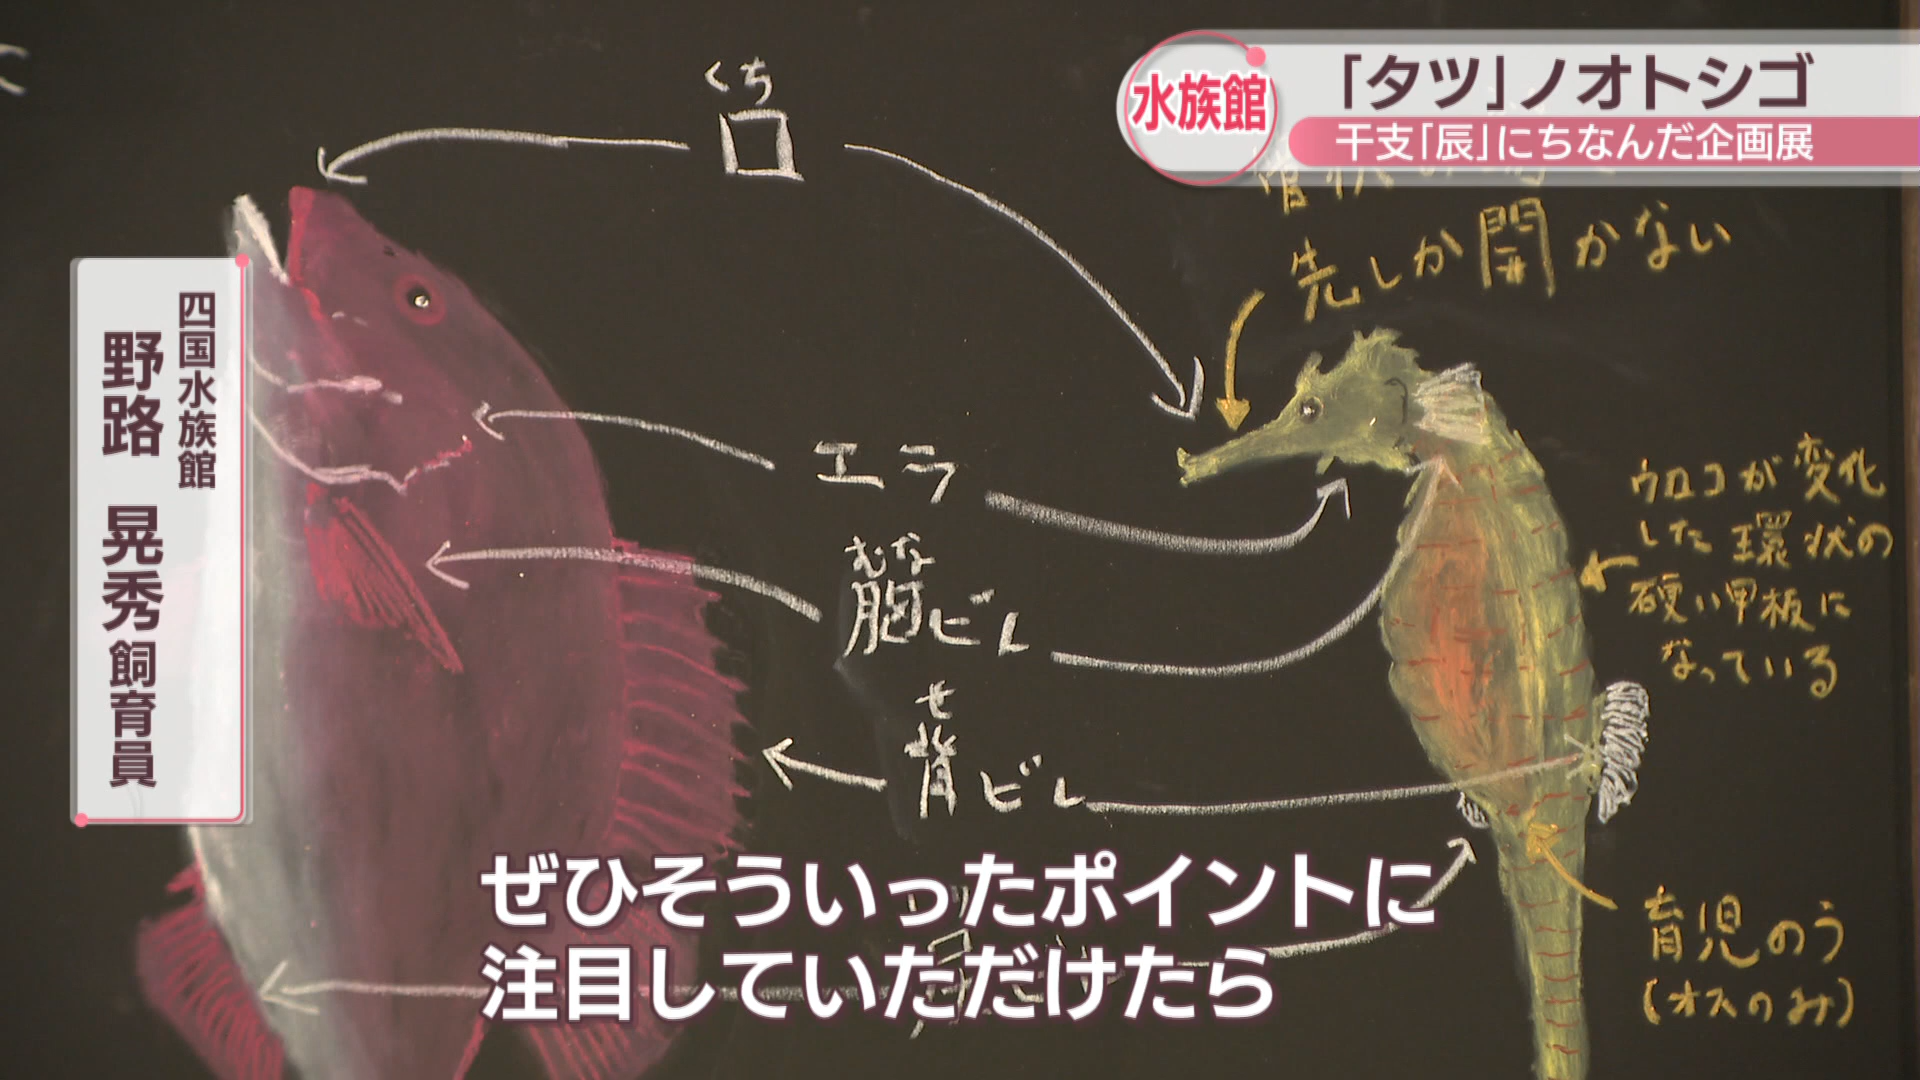 水族館
「タツ」ノオトシゴ
干支「辰」にちなんだ企画展
四国水族館
野路 晃秀 飼育員
くち
口
先しか開かない
エラ
むな
胸ビレ
せ
背ビレ
ウロコが変化
した環状の
硬い甲板に
なっている
育児のう
(オスのみ)
ぜひそういったポイントに
注目していただけたら